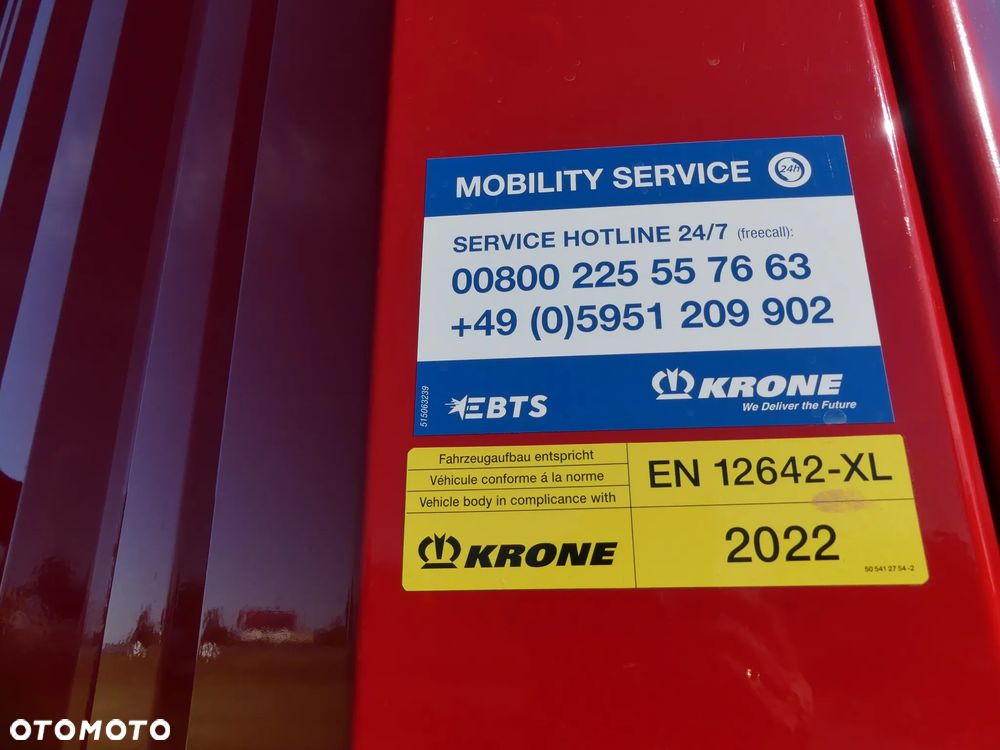 MOBILITY SERVICE 24h
SERVICE HOTLINE 24/7 (freecall):
00800 225 55 76 63
+49 (0)5951 209 902
515063239
EBTS
KRONE
We Deliver the Future
Fahrzeugaufbau entspricht
Véhicule conforme á la norme
Vehicle body in complicance with
EN 12642-XL
KRONE
2022
50 541 27 54 -2
OTOMOTO